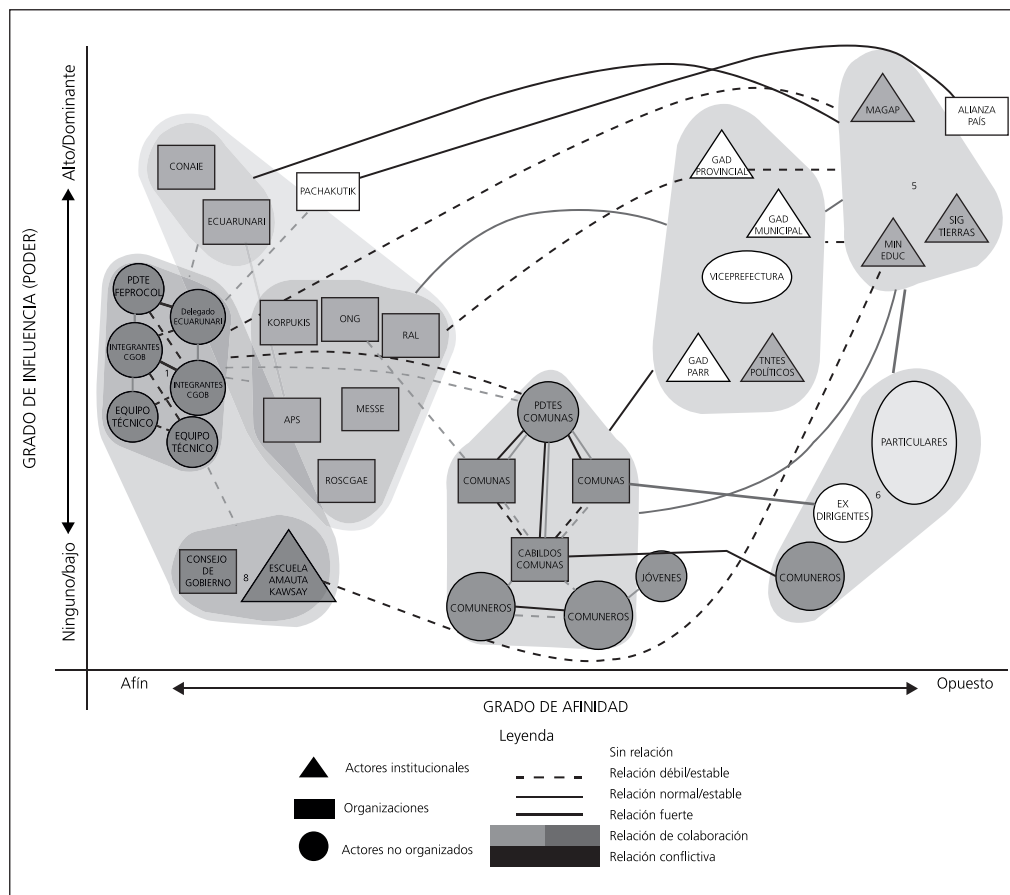 GRADO DE INFLUENCIA (PODER)
Alto/Dominante
Ninguno/bajo
CONAIE
ECUARUNARI
PACHAKUTIK
MAGAP
ALIANZA
PAÍS
GAD
PROVINCIAL
GAD
MUNICIPAL
5
SIG
TIERRAS
MIN
EDUC
VICEPREFECTURA
PDTE
FEPROCOL
Delegado
ECUARUNARI
KORPUKIS
ONG
RAL
INTEGRANTES
CGOB
1
INTEGRANTES
CGOB
GAD
PARR
TNTES
POLÍTICOS
EQUIPO
TÉCNICO
EQUIPO
TÉCNICO
APS
MESSE
PDTES
COMUNAS
PARTICULARES
ROSCGAE
COMUNAS
COMUNAS
EX
DIRIGENTES
6
CONSEJO
DE
GOBIERNO
8
ESCUELA
AMAUTA
KAWSAY
CABILDOS
COMUNAS
JÓVENES
COMUNEROS
COMUNEROS
COMUNEROS
Afín
Opuesto
GRADO DE AFINIDAD
Leyenda
Actores institucionales
Organizaciones
Actores no organizados
Sin relación
Relación débil/estable
Relación normal/estable
Relación fuerte
Relación de colaboración
Relación conflictiva